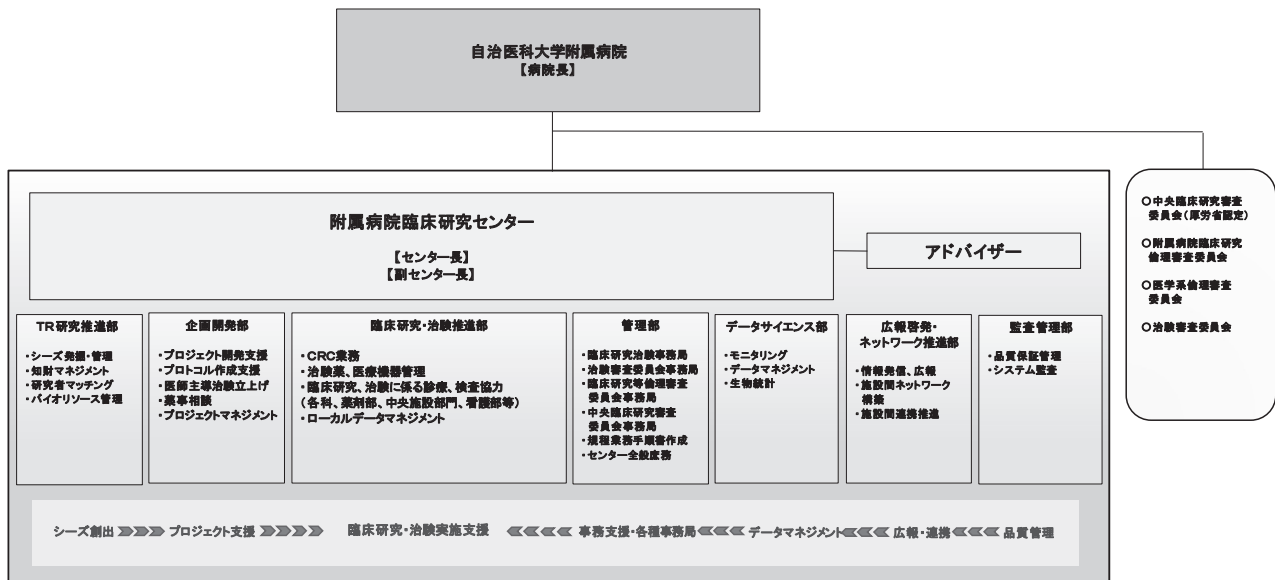 自治医科大学附属病院
【病院長】
附属病院臨床研究センター
【センター長】
【副センター長】
アドバイザー
○中央臨床研究審査
委員会(厚労省認定)
○附属病院臨床研究
倫理審査委員会
○医学系倫理審査
委員会
○治験審査委員会
TR研究推進部
・シーズ発掘・管理
・知財マネジメント
・研究者マッチング
・バイオリソース管理
企画開発部
・プロジェクト開発支援
・プロトコル作成支援
・医師主導治験立上げ
・薬事相談
・プロジェクトマネジメント
臨床研究・治験推進部
・CRC業務
・治験薬、医療機器管理
・臨床研究、治験に係る診療、検査協力
(各科、薬剤部、中央施設部門、看護部等)
・ローカルデータマネジメント
管理部
・臨床研究治験事務局
・治験審査委員会事務局
・臨床研究等倫理審査
委員会事務局
・中央臨床研究審査
委員会事務局
・規程業務手順書作成
・センター全般庶務
データサイエンス部
・モニタリング
・データマネジメント
・生物統計
広報啓発・
ネットワーク推進部
・情報発信、広報
・施設間ネットワーク
構築
・施設間連携推進
監査管理部
・品質保証管理
・システム監査
シーズ創出 プロジェクト支援 臨床研究・治験実施支援 事務支援・各種事務局 データマネジメント 広報・連携 品質管理